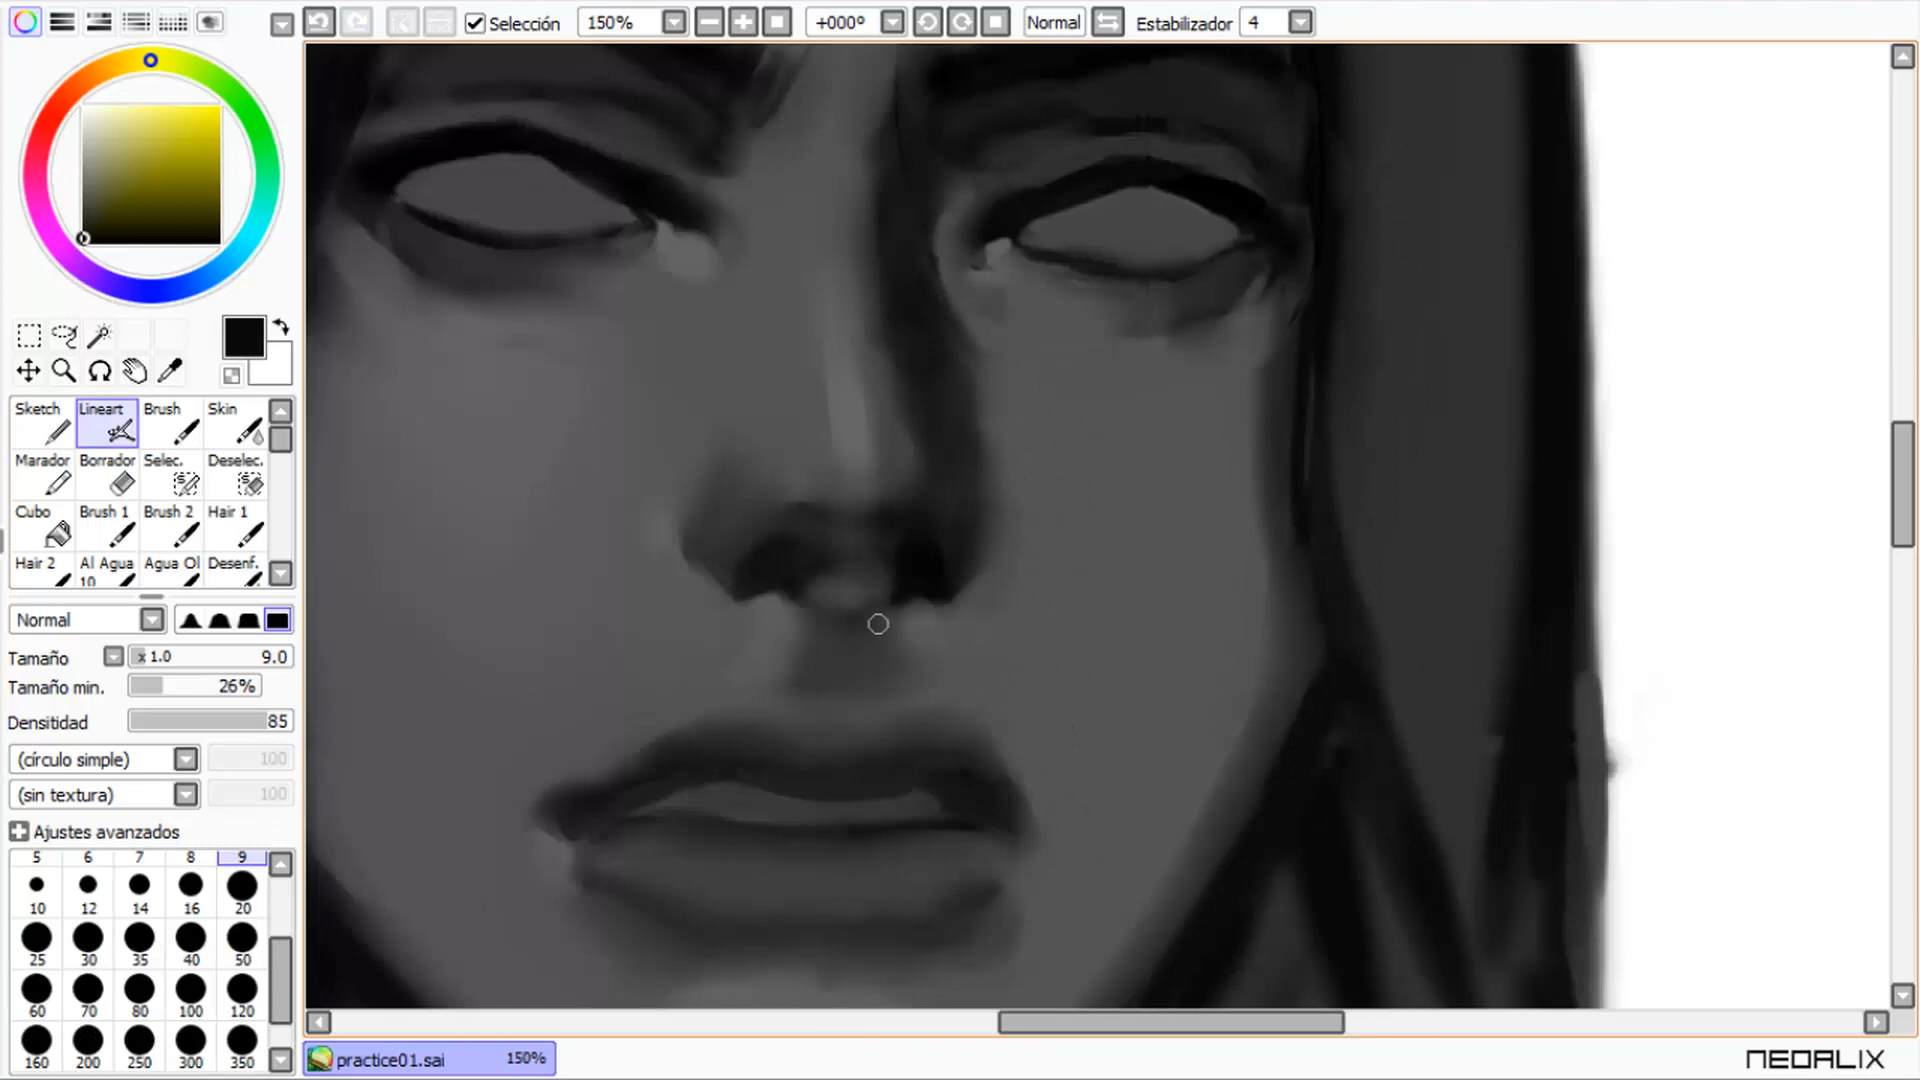 Selección 150% +000º Normal Estabilizador 4
Sketch Lineart Brush Skin
Marador Borrador Selec. Deselec.
Cubo Brush 1 Brush 2 Hair 1
Hair 2 Al Agua Agua Ol Desenf.
10
Normal
Tamaño x 1.0 9.0
Tamaño min. 26%
Densitidad 85
(círculo simple) 100
(sin textura) 100
Ajustes avanzados
5 6 7 8 9
10 12 14 16 20
25 30 35 40 50
60 70 80 100 120
160 200 250 300 350
practice01.sai 150%
NEOALIX